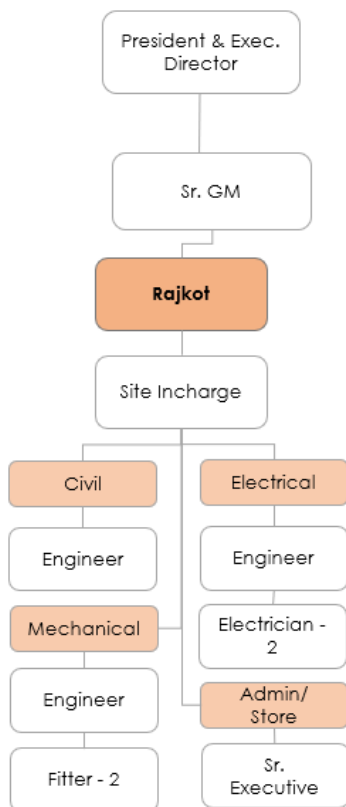 President & Exec.
Director
Sr. GM
Rajkot
Site Incharge
Civil
Electrical
Engineer
Engineer
Mechanical
Electrician -
2
Engineer
Admin/
Store
Fitter - 2
Sr.
Executive